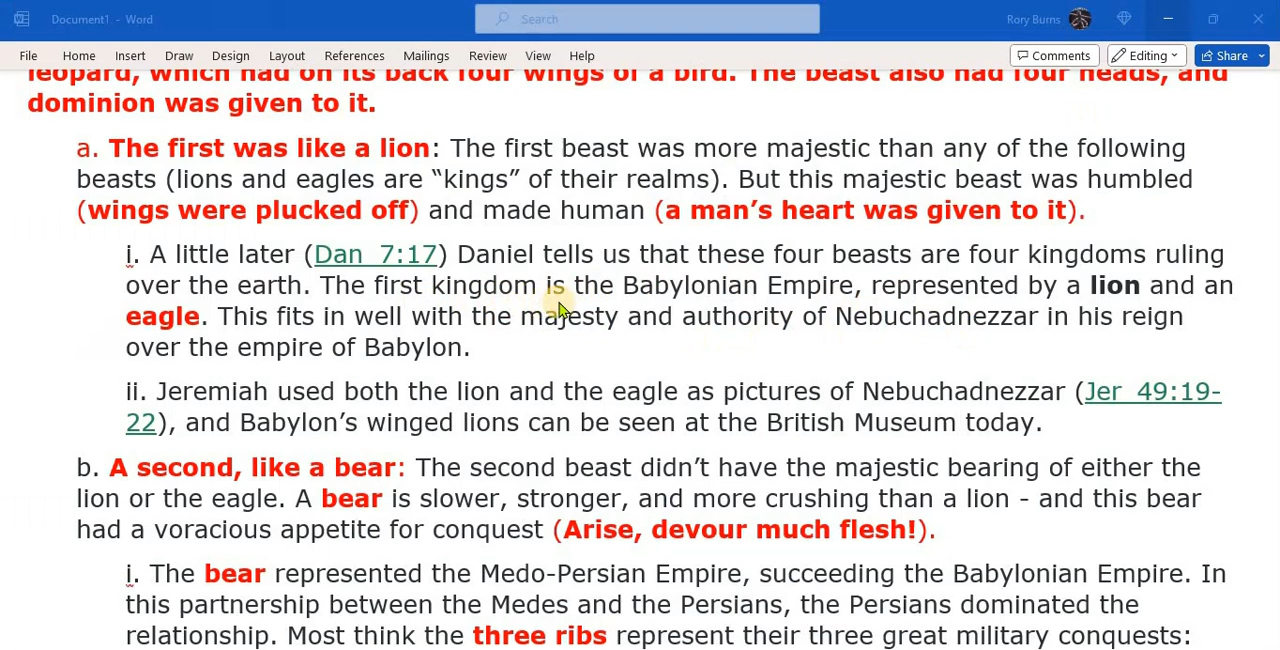 Document1 - Word
Search
Rory Burns
File Home Insert Draw Design Layout References Mailings Review View Help
Comments Editing Share
leopard, which had on its back four wings of a bird. The beast also had four heads, and
dominion was given to it.
a. The first was like a lion: The first beast was more majestic than any of the following
beasts (lions and eagles are “kings” of their realms). But this majestic beast was humbled
(wings were plucked off) and made human (a man’s heart was given to it).
i. A little later (Dan_7:17) Daniel tells us that these four beasts are four kingdoms ruling
over the earth. The first kingdom is the Babylonian Empire, represented by a lion and an
eagle. This fits in well with the majesty and authority of Nebuchadnezzar in his reign
over the empire of Babylon.
ii. Jeremiah used both the lion and the eagle as pictures of Nebuchadnezzar (Jer_49:19-
22), and Babylon’s winged lions can be seen at the British Museum today.
b. A second, like a bear: The second beast didn’t have the majestic bearing of either the
lion or the eagle. A bear is slower, stronger, and more crushing than a lion - and this bear
had a voracious appetite for conquest (Arise, devour much flesh!).
i. The bear represented the Medo-Persian Empire, succeeding the Babylonian Empire. In
this partnership between the Medes and the Persians, the Persians dominated the
relationship. Most think the three ribs represent their three great military conquests: